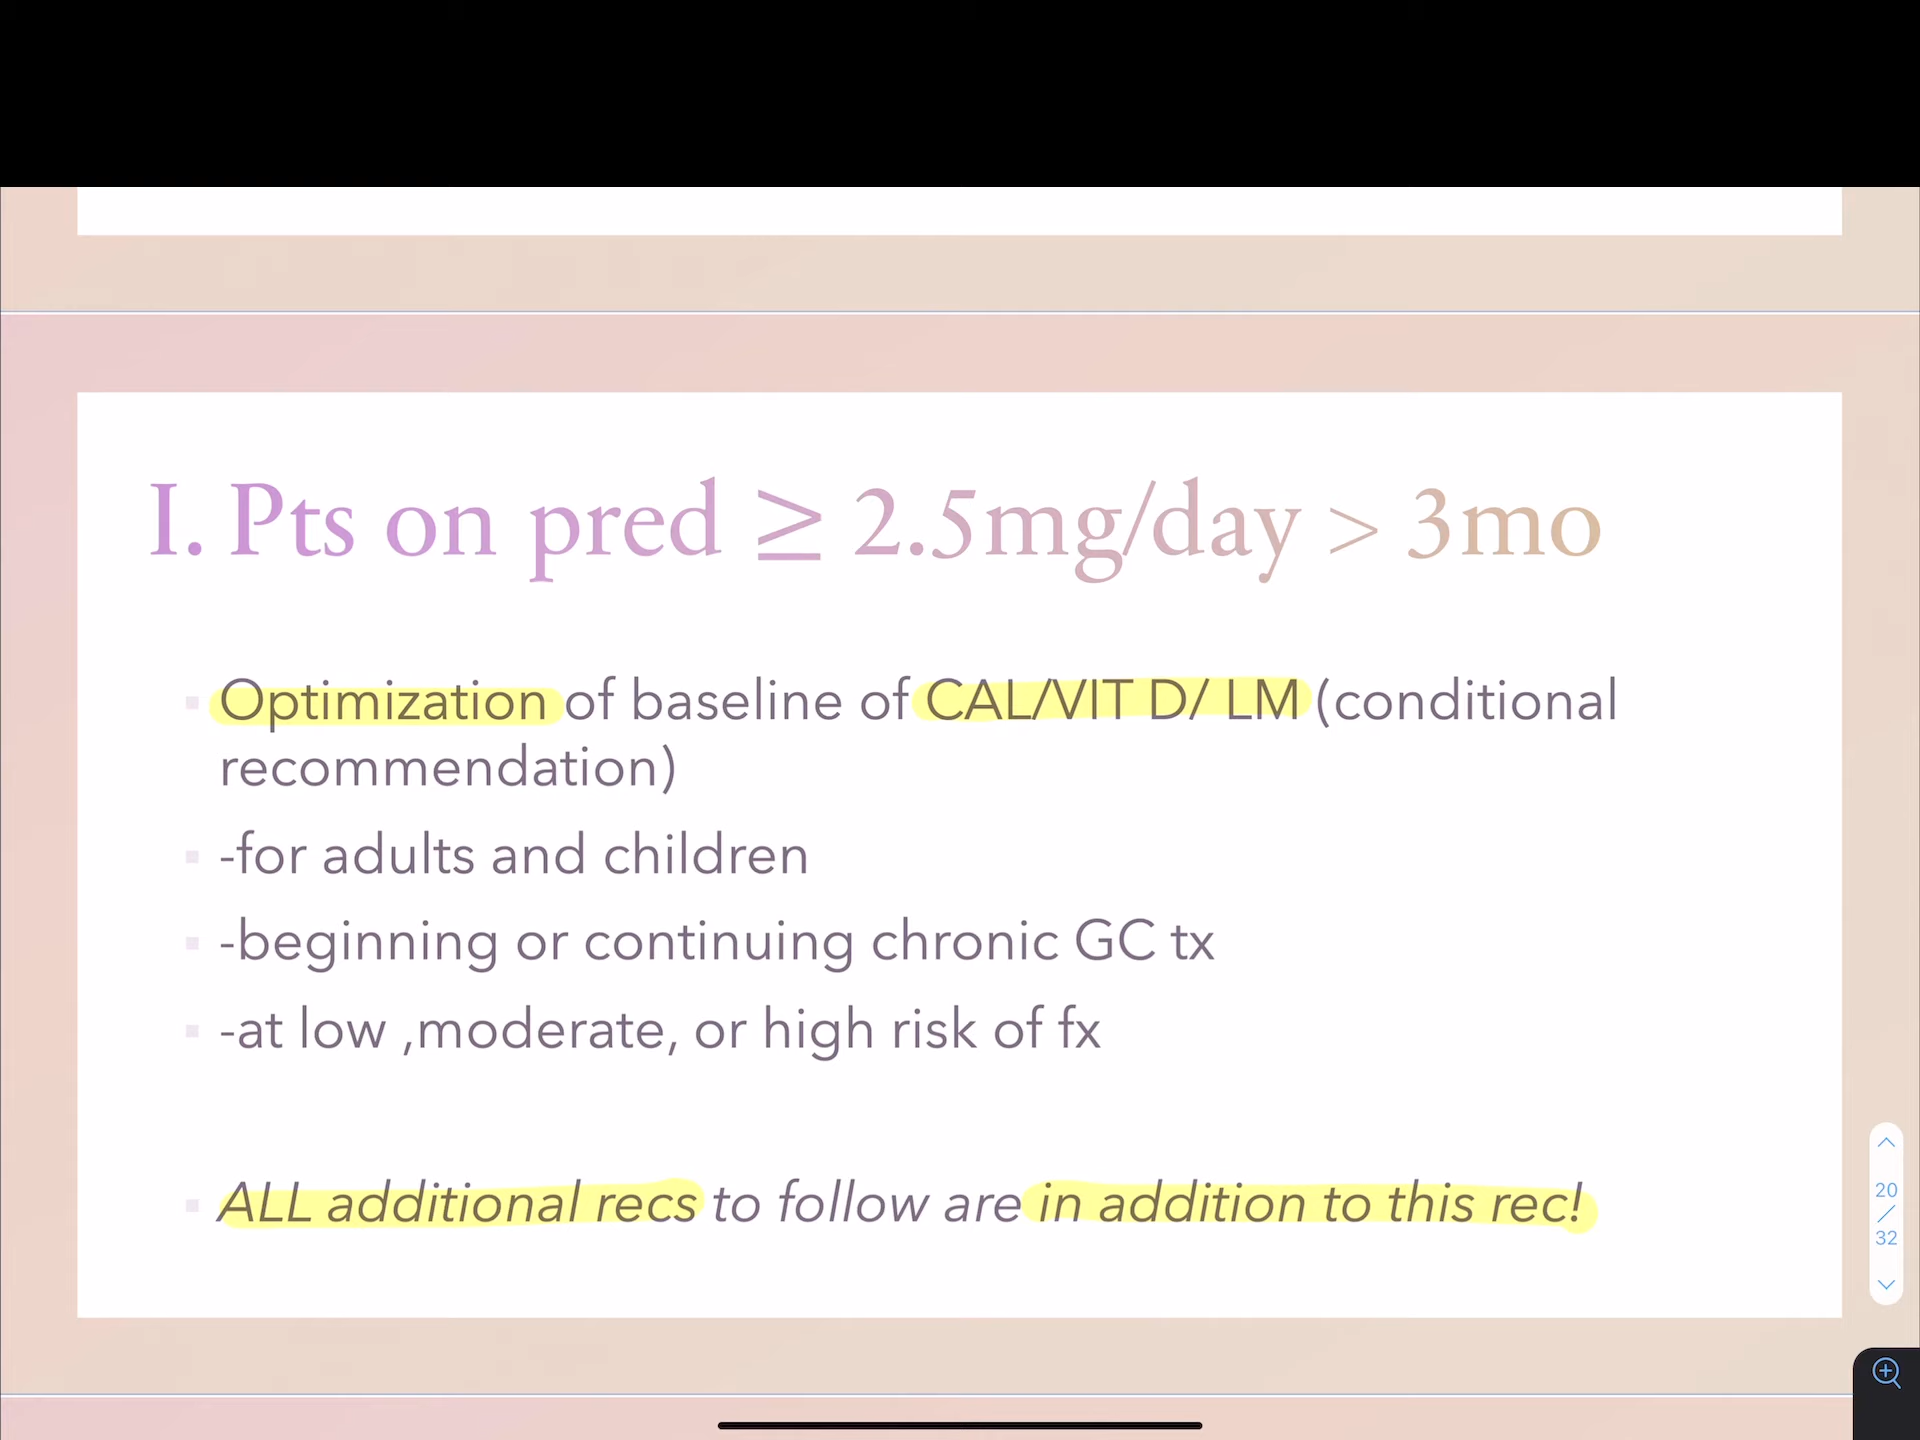 I. Pts on pred ≥ 2.5mg/day > 3mo
Optimization of baseline of CAL/VIT D/ LM (conditional
recommendation)
-for adults and children
-beginning or continuing chronic GC tx
-at low ,moderate, or high risk of fx
ALL additional recs to follow are in addition to this rec!
20
/
32